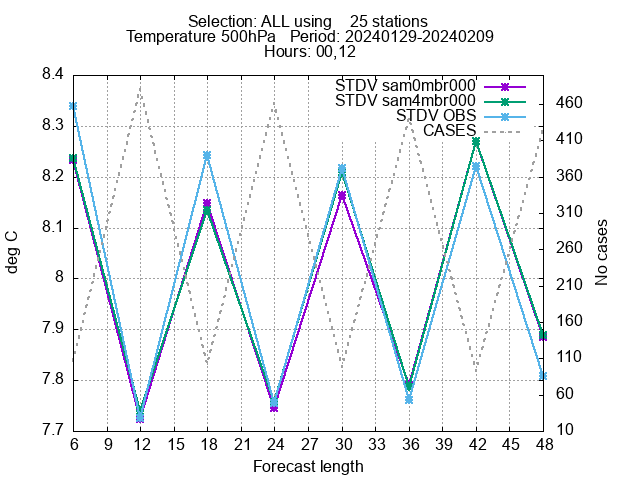 Selection: ALL using    25 stations
Temperature 500hPa   Period: 20240129-20240209
Hours: 00,12
STDV sam0mbr000
STDV sam4mbr000
STDV OBS
CASES
8.4
8.3
8.2
8.1
8
7.9
7.8
7.7
deg C
460
410
360
310
260
210
160
110
60
10
No cases
6 9 12 15 18 21 24 27 30 33 36 39 42 45 48
Forecast length